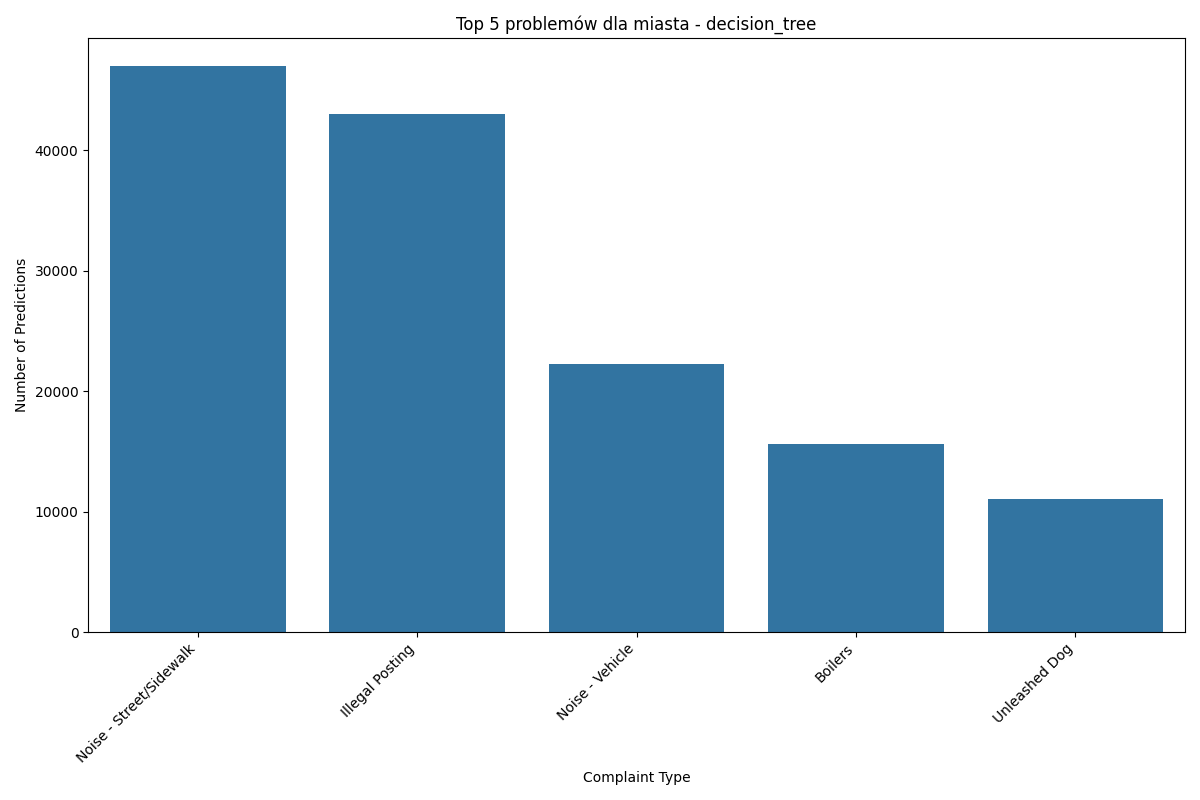 Top 5 problemów dla miasta - decision_tree
Number of Predictions
40000
30000
20000
10000
0
Noise - Street/Sidewalk
Illegal Posting
Noise - Vehicle
Boilers
Unleashed Dog
Complaint Type